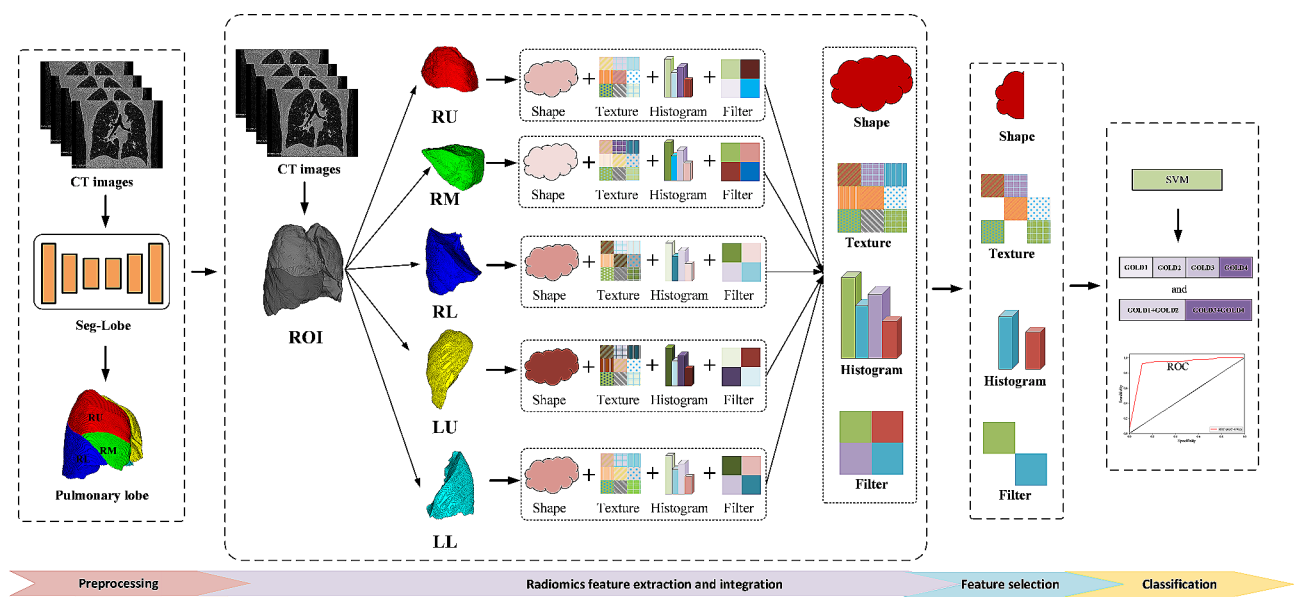 CT images
Seg-Lobe
RU
RM
RL
Pulmonary lobe
CT images
ROI
RU
Shape
Texture
Histogram
Filter
RM
Shape
Texture
Histogram
Filter
RL
Shape
Texture
Histogram
Filter
LU
Shape
Texture
Histogram
Filter
LL
Shape
Texture
Histogram
Filter
Shape
Texture
Histogram
Filter
Shape
Texture
Histogram
Filter
SVM
GOLD1 GOLD2 GOLD3 GOLD4
and
GOLD1+GOLD2 GOLD3+GOLD4
ROC
Sensitivity
Specificity
Preprocessing
Radiomics feature extraction and integration
Feature selection
Classification